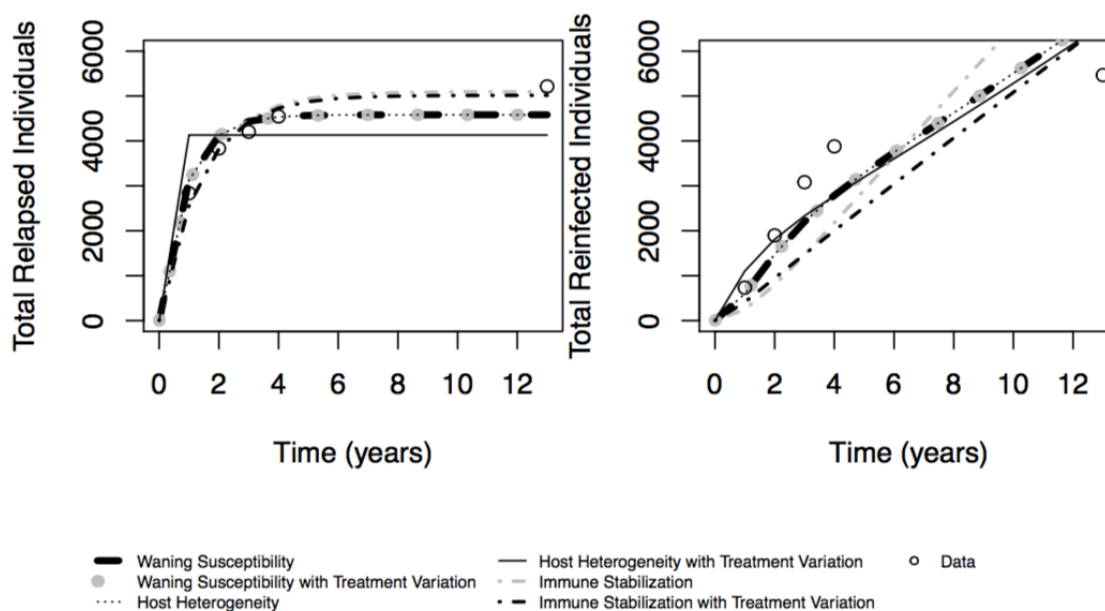 Total Relapsed Individuals
0 2000 4000 6000
0 2 4 6 8 10 12
Time (years)
Total Reinfected Individuals
0 2000 4000 6000
0 2 4 6 8 10 12
Time (years)
Waning Susceptibility
Waning Susceptibility with Treatment Variation
Host Heterogeneity
Host Heterogeneity with Treatment Variation
Immune Stabilization
Immune Stabilization with Treatment Variation
Data